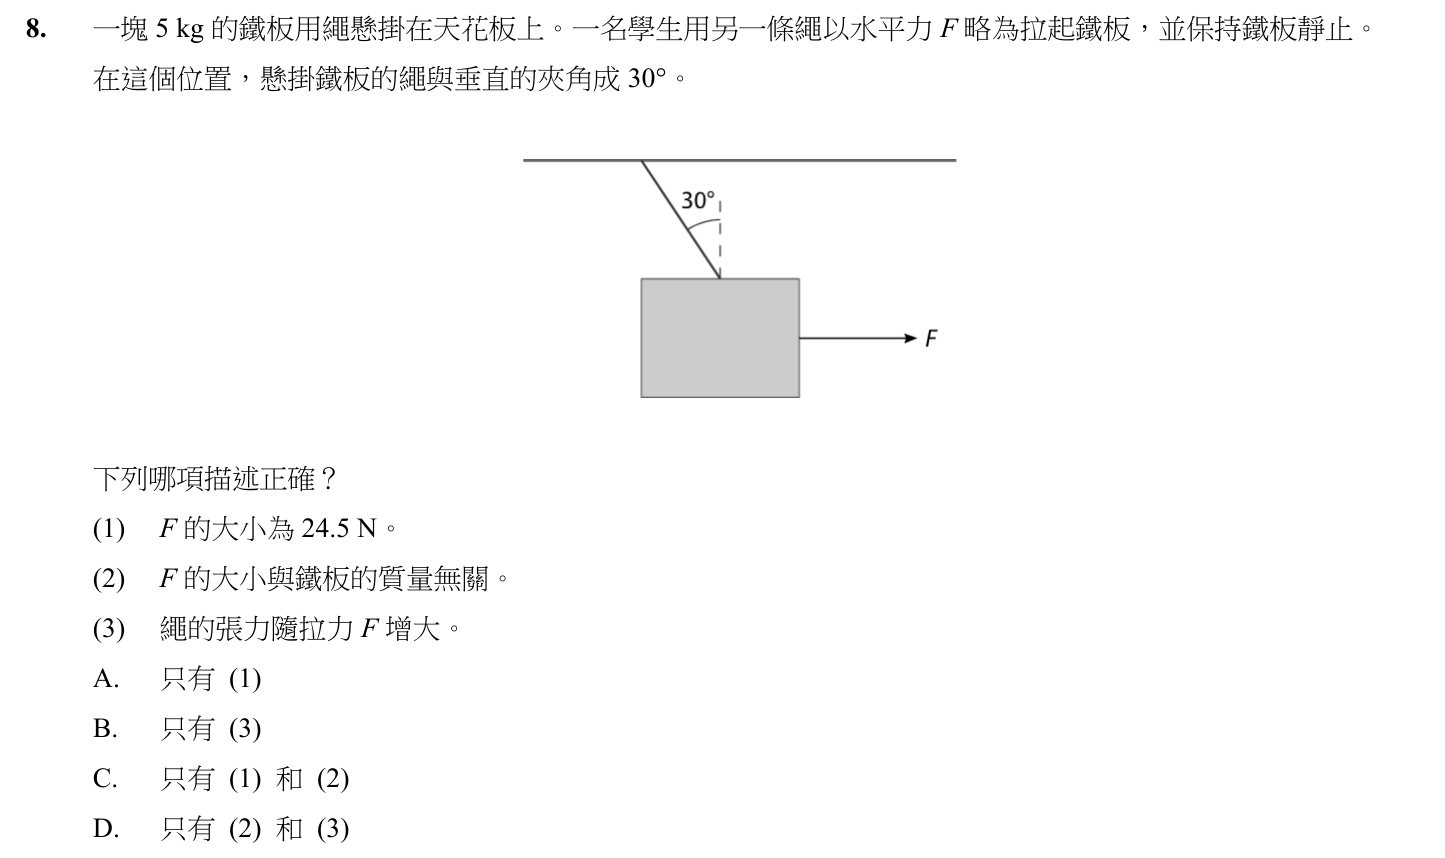 8. 一塊 5 kg 的鐵板用繩懸掛在天花板上。一名學生用另一條繩以水平力 F 略為拉起鐵板，並保持鐵板靜止。
在這個位置，懸掛鐵板的繩與垂直的夾角成 30°。
30°
F
下列哪項描述正確？
(1) F 的大小為 24.5 N。
(2) F 的大小與鐵板的質量無關。
(3) 繩的張力隨拉力 F 增大。
A. 只有 (1)
B. 只有 (3)
C. 只有 (1) 和 (2)
D. 只有 (2) 和 (3)